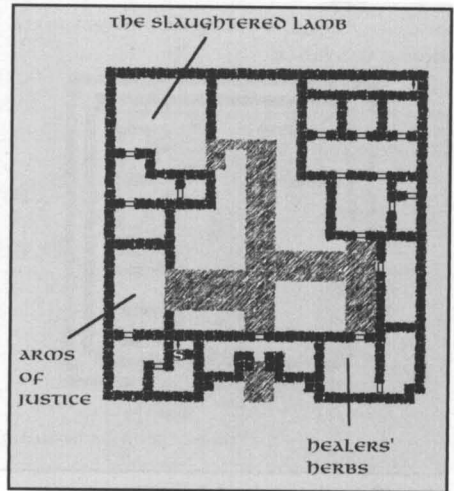 THE SLAUGHTERED LAMB
ARMS
OF
JUSTICE
HEALERS'
HERBS